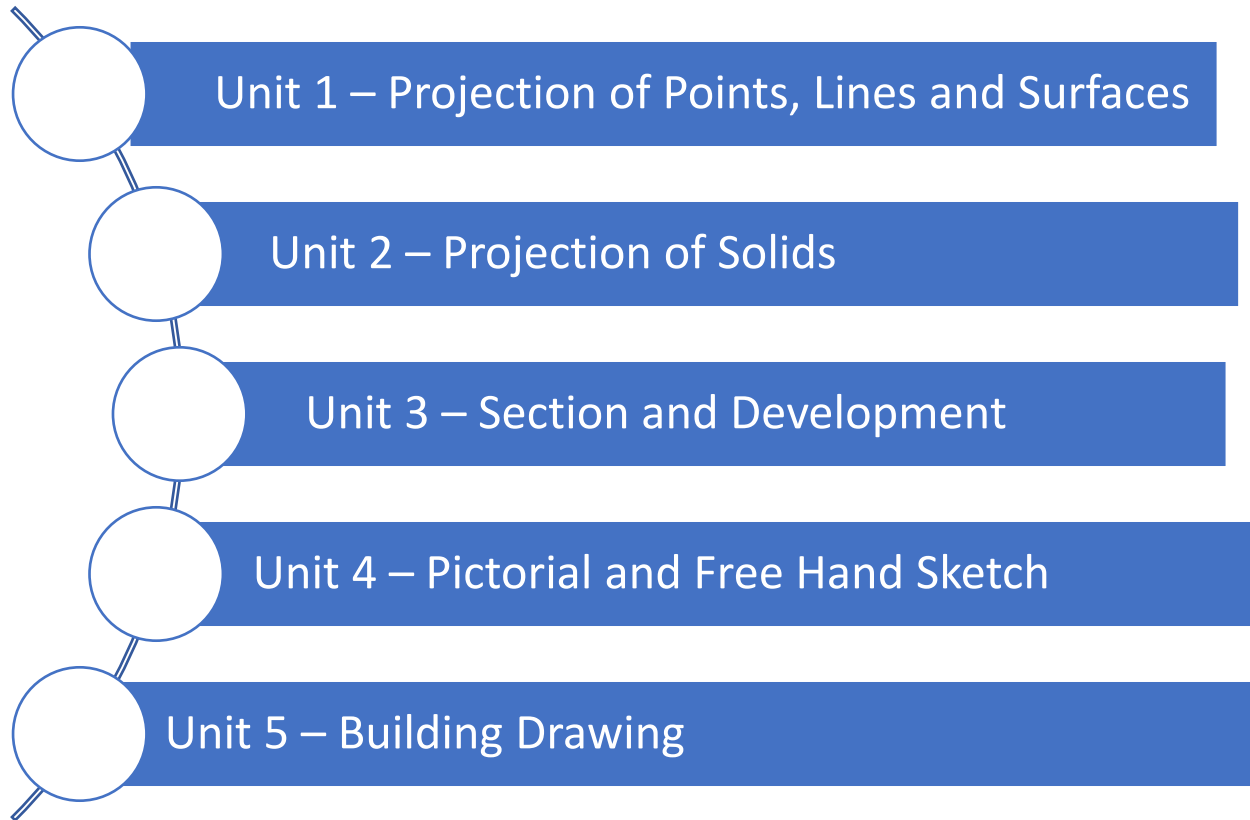 Unit 1 – Projection of Points, Lines and Surfaces
Unit 2 – Projection of Solids
Unit 3 – Section and Development
Unit 4 – Pictorial and Free Hand Sketch
Unit 5 – Building Drawing